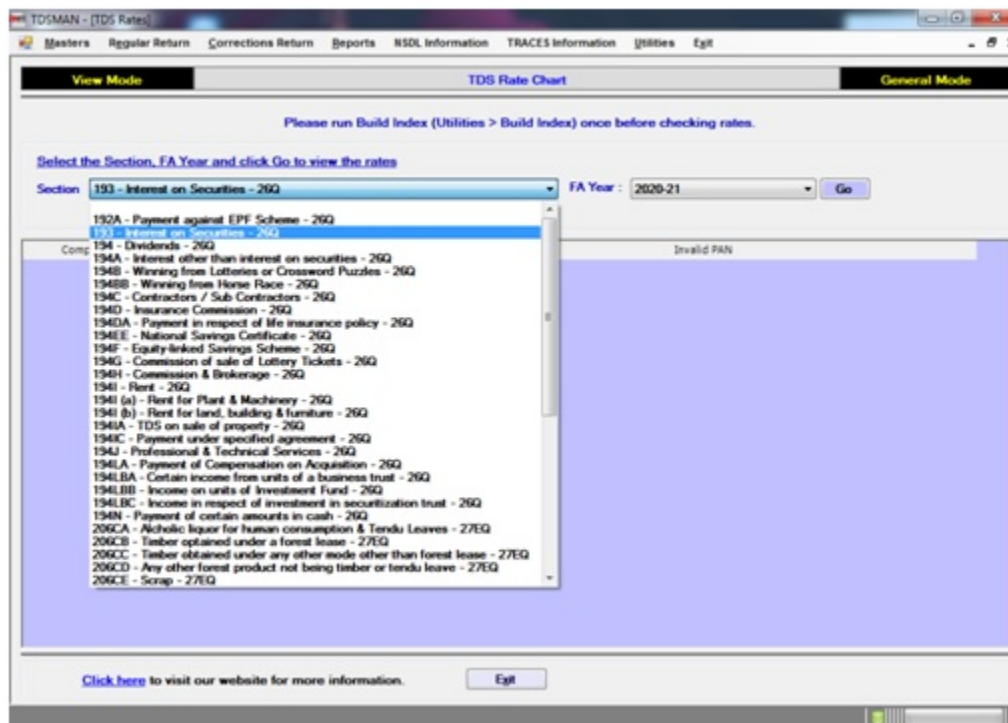 TDSMAN - [TDS Rates]
Masters Regular Return Corrections Return Reports NSDL Information TRACES Information Utilities Exit
View Mode TDS Rate Chart General Mode
Please run Build Index (Utilities > Build Index) once before checking rates.
Select the Section, FA Year and click Go to view the rates
Section 193 - Interest on Securities - 26Q FA Year : 2020-21 Go
192A - Payment against EPF Scheme - 26Q
193 - Interest on Securities - 26Q
194 - Dividends - 26Q
Comp Invalid PAN
194A - Interest other than interest on securities - 26Q
194B - Winning from Lotteries or Crossword Puzzles - 26Q
194BB - Winning from Horse Race - 26Q
194C - Contractors / Sub Contractors - 26Q
194D - Insurance Commission - 26Q
194DA - Payment in respect of life insurance policy - 26Q
194EE - National Savings Certificate - 26Q
194F - Equity-linked Savings Scheme - 26Q
194G - Commission of sale of Lottery Tickets - 26Q
194H - Commission & Brokerage - 26Q
194I - Rent - 26Q
194I (a) - Rent for Plant & Machinery - 26Q
194I (b) - Rent for land, building & furniture - 26Q
194IA - TDS on sale of property - 26Q
194IC - Payment under specified agreement - 26Q
194J - Professional & Technical Services - 26Q
194LA - Payment of Compensation on Acquisition - 26Q
194LBA - Certain income from units of a business trust - 26Q
194LBB - Income on units of Investment Fund - 26Q
194LBC - Income in respect of investment in securitization trust - 26Q
194N - Payment of certain amounts in cash - 26Q
206CA - Alcholic liquor for human consumption & Tendu Leaves - 27EQ
206CB - Timber optained under a forest lease - 27EQ
206CC - Timber obtained under any other mode other than forest lease - 27EQ
206CD - Any other forest product not being timber or tendu leave - 27EQ
206CE - Scrap - 27EQ
Click here to visit our website for more information. Exit